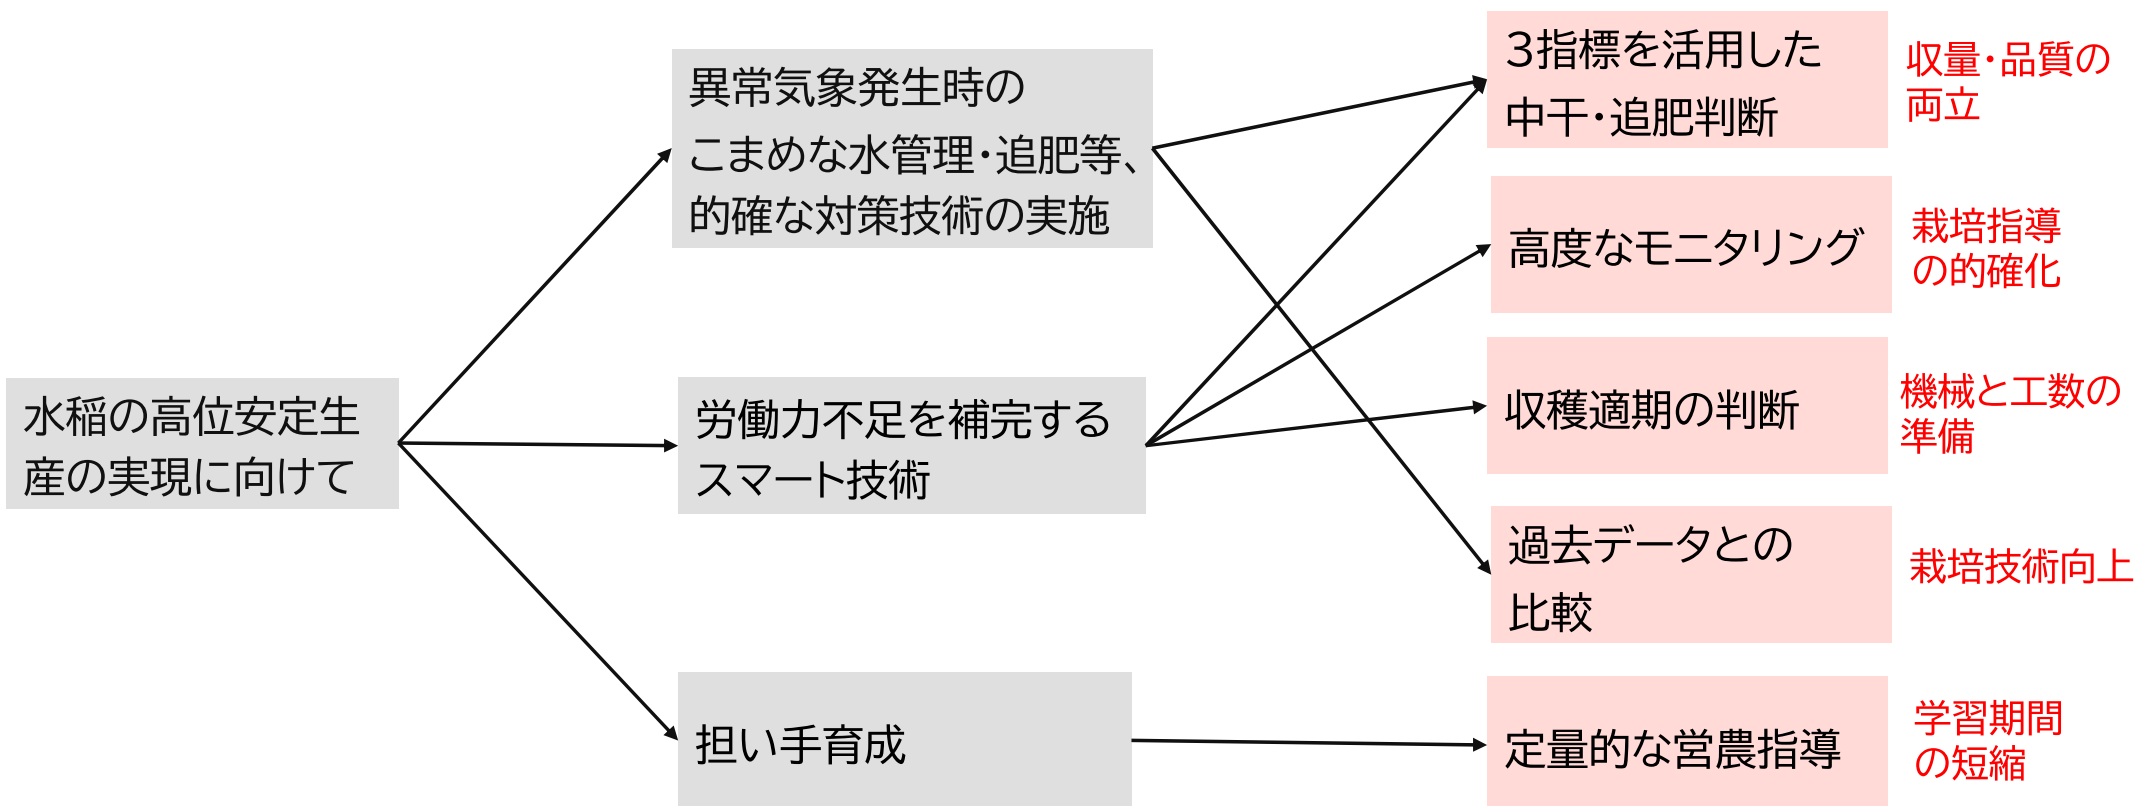 水稲の高位安定生
産の実現に向けて
異常気象発生時の
こまめな水管理・追肥等、
的確な対策技術の実施
労働力不足を補完する
スマート技術
担い手育成
３指標を活用した
中干・追肥判断
収量・品質の
両立
高度なモニタリング
栽培指導
の的確化
収穫適期の判断
機械と工数の
準備
過去データとの
比較
栽培技術向上
定量的な営農指導
学習期間
の短縮